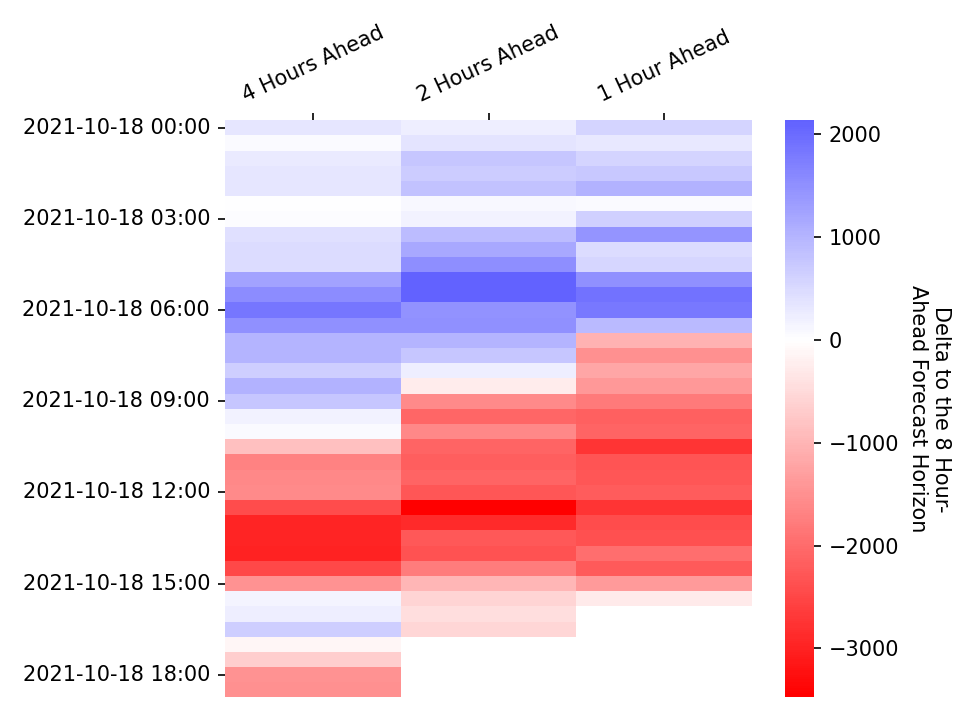 4 Hours Ahead
2 Hours Ahead
1 Hour Ahead
2021-10-18 00:00
2021-10-18 03:00
2021-10-18 06:00
2021-10-18 09:00
2021-10-18 12:00
2021-10-18 15:00
2021-10-18 18:00
2000
1000
0
−1000
−2000
−3000
Delta to the 8 Hour-
Ahead Forecast Horizon